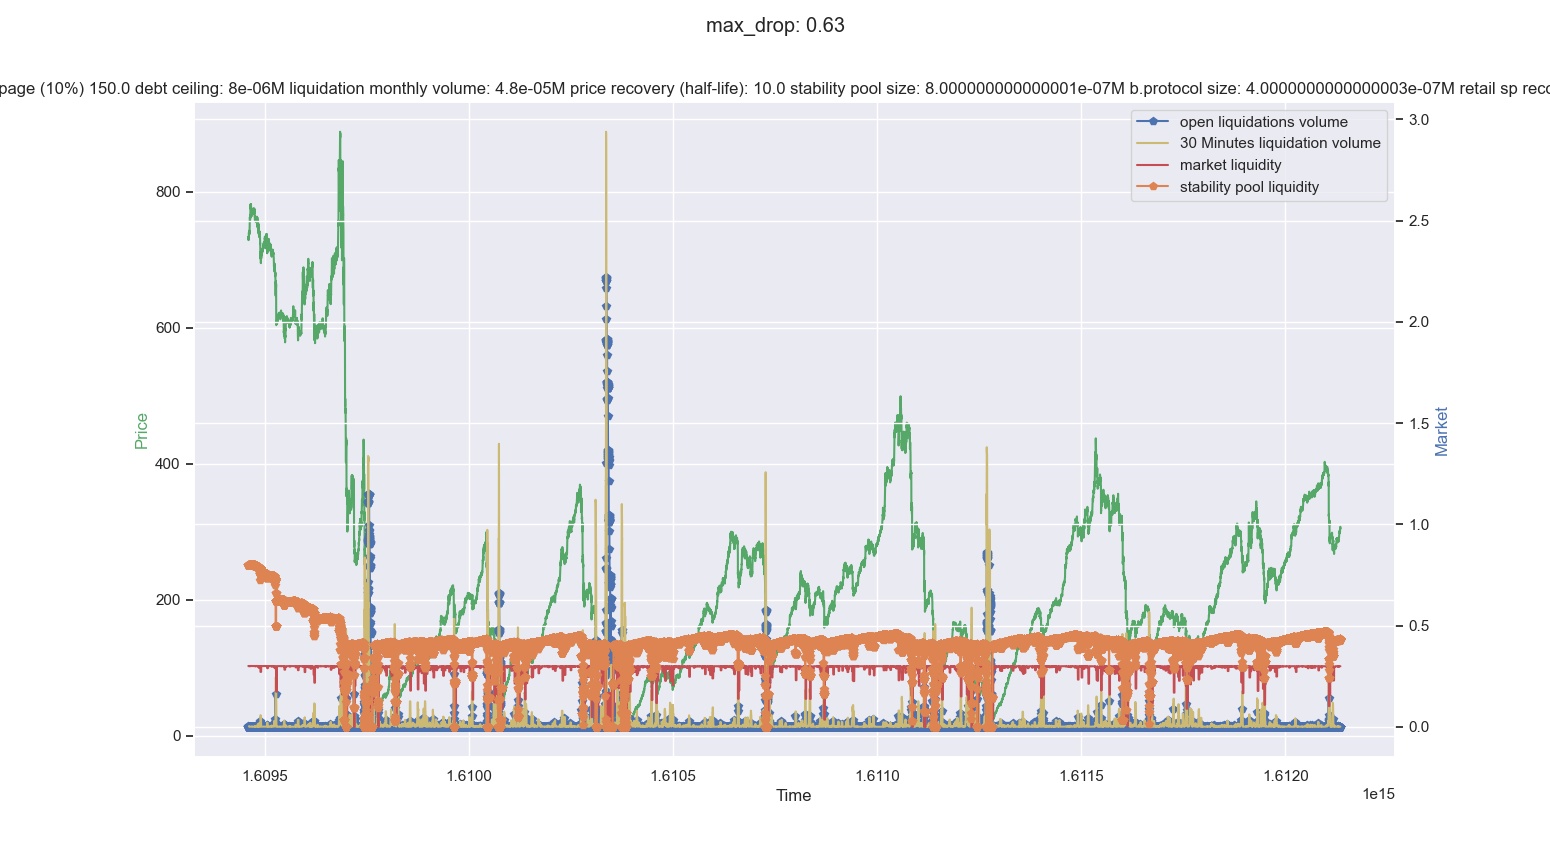 max_drop: 0.63
page (10%) 150.0 debt ceiling: 8e-06M liquidation monthly volume: 4.8e-05M price recovery (half-life): 10.0 stability pool size: 8.000000000000001e-07M b.protocol size: 4.0000000000000003e-07M retail sp reco
open liquidations volume
30 Minutes liquidation volume
market liquidity
stability pool liquidity
Price
800
600
400
200
0
Market
3.0
2.5
2.0
1.5
1.0
0.5
0.0
1.6095 1.6100 1.6105 1.6110 1.6115 1.6120
Time
1e15